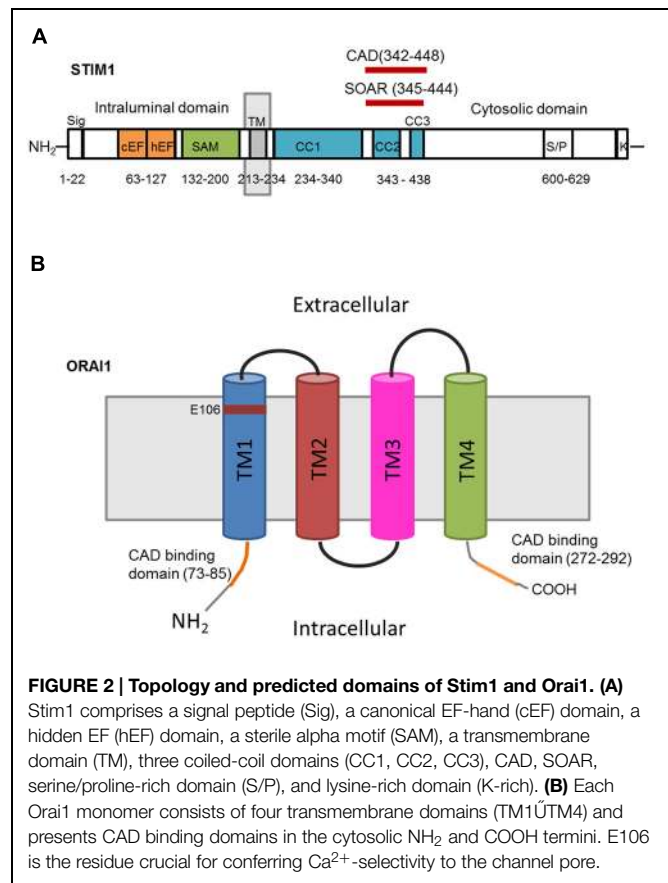 A
STIM1
CAD(342-448)
SOAR (345-444)
Sig
Intraluminal domain
TM
CC3
Cytosolic domain
NH2
cEF
hEF
SAM
CC1
CC2
S/P
K
1-22
63-127
132-200
213-234
234-340
343 - 438
600-629
B
Extracellular
ORAI1
E106
TM1
TM2
TM3
TM4
CAD binding
domain (73-85)
CAD binding
domain (272-292)
NH2
COOH
Intracellular
FIGURE 2 | Topology and predicted domains of Stim1 and Orai1. (A)
Stim1 comprises a signal peptide (Sig), a canonical EF-hand (cEF) domain, a
hidden EF (hEF) domain, a sterile alpha motif (SAM), a transmembrane
domain (TM), three coiled-coil domains (CC1, CC2, CC3), CAD, SOAR,
serine/proline-rich domain (S/P), and lysine-rich domain (K-rich). (B) Each
Orai1 monomer consists of four transmembrane domains (TM1ŰTM4) and
presents CAD binding domains in the cytosolic NH2 and COOH termini. E106
is the residue crucial for conferring Ca2+-selectivity to the channel pore.